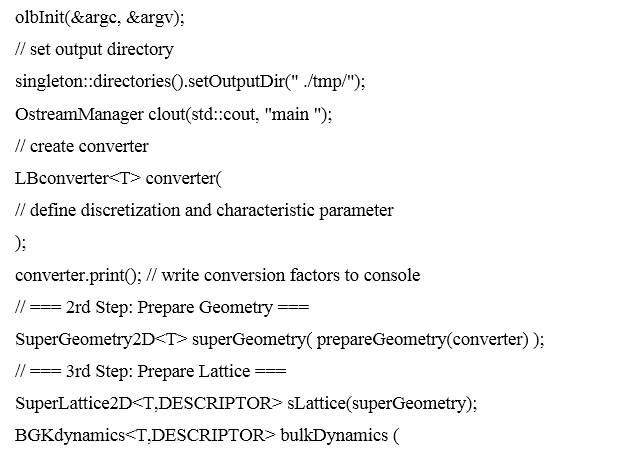 olbInit(&argc, &argv);
// set output directory
singleton::directories().setOutputDir(" ./tmp/");
OstreamManager clout(std::cout, "main ");
// create converter
LBconverter<T> converter(
// define discretization and characteristic parameter
);
converter.print(); // write conversion factors to console
// === 2rd Step: Prepare Geometry ===
SuperGeometry2D<T> superGeometry( prepareGeometry(converter) );
// === 3rd Step: Prepare Lattice ===
SuperLattice2D<T,DESCRIPTOR> sLattice(superGeometry);
BGKdynamics<T,DESCRIPTOR> bulkDynamics (